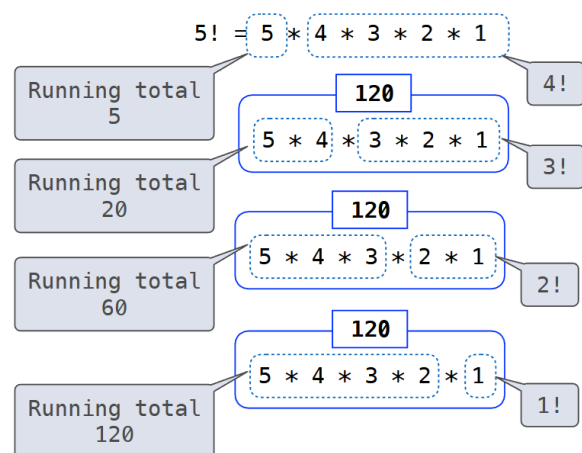 5! = 5 * 4 * 3 * 2 * 1
Running total
5
4!
120
5 * 4 * 3 * 2 * 1
Running total
20
3!
120
5 * 4 * 3 * 2 * 1
Running total
60
2!
120
5 * 4 * 3 * 2 * 1
Running total
120
1!